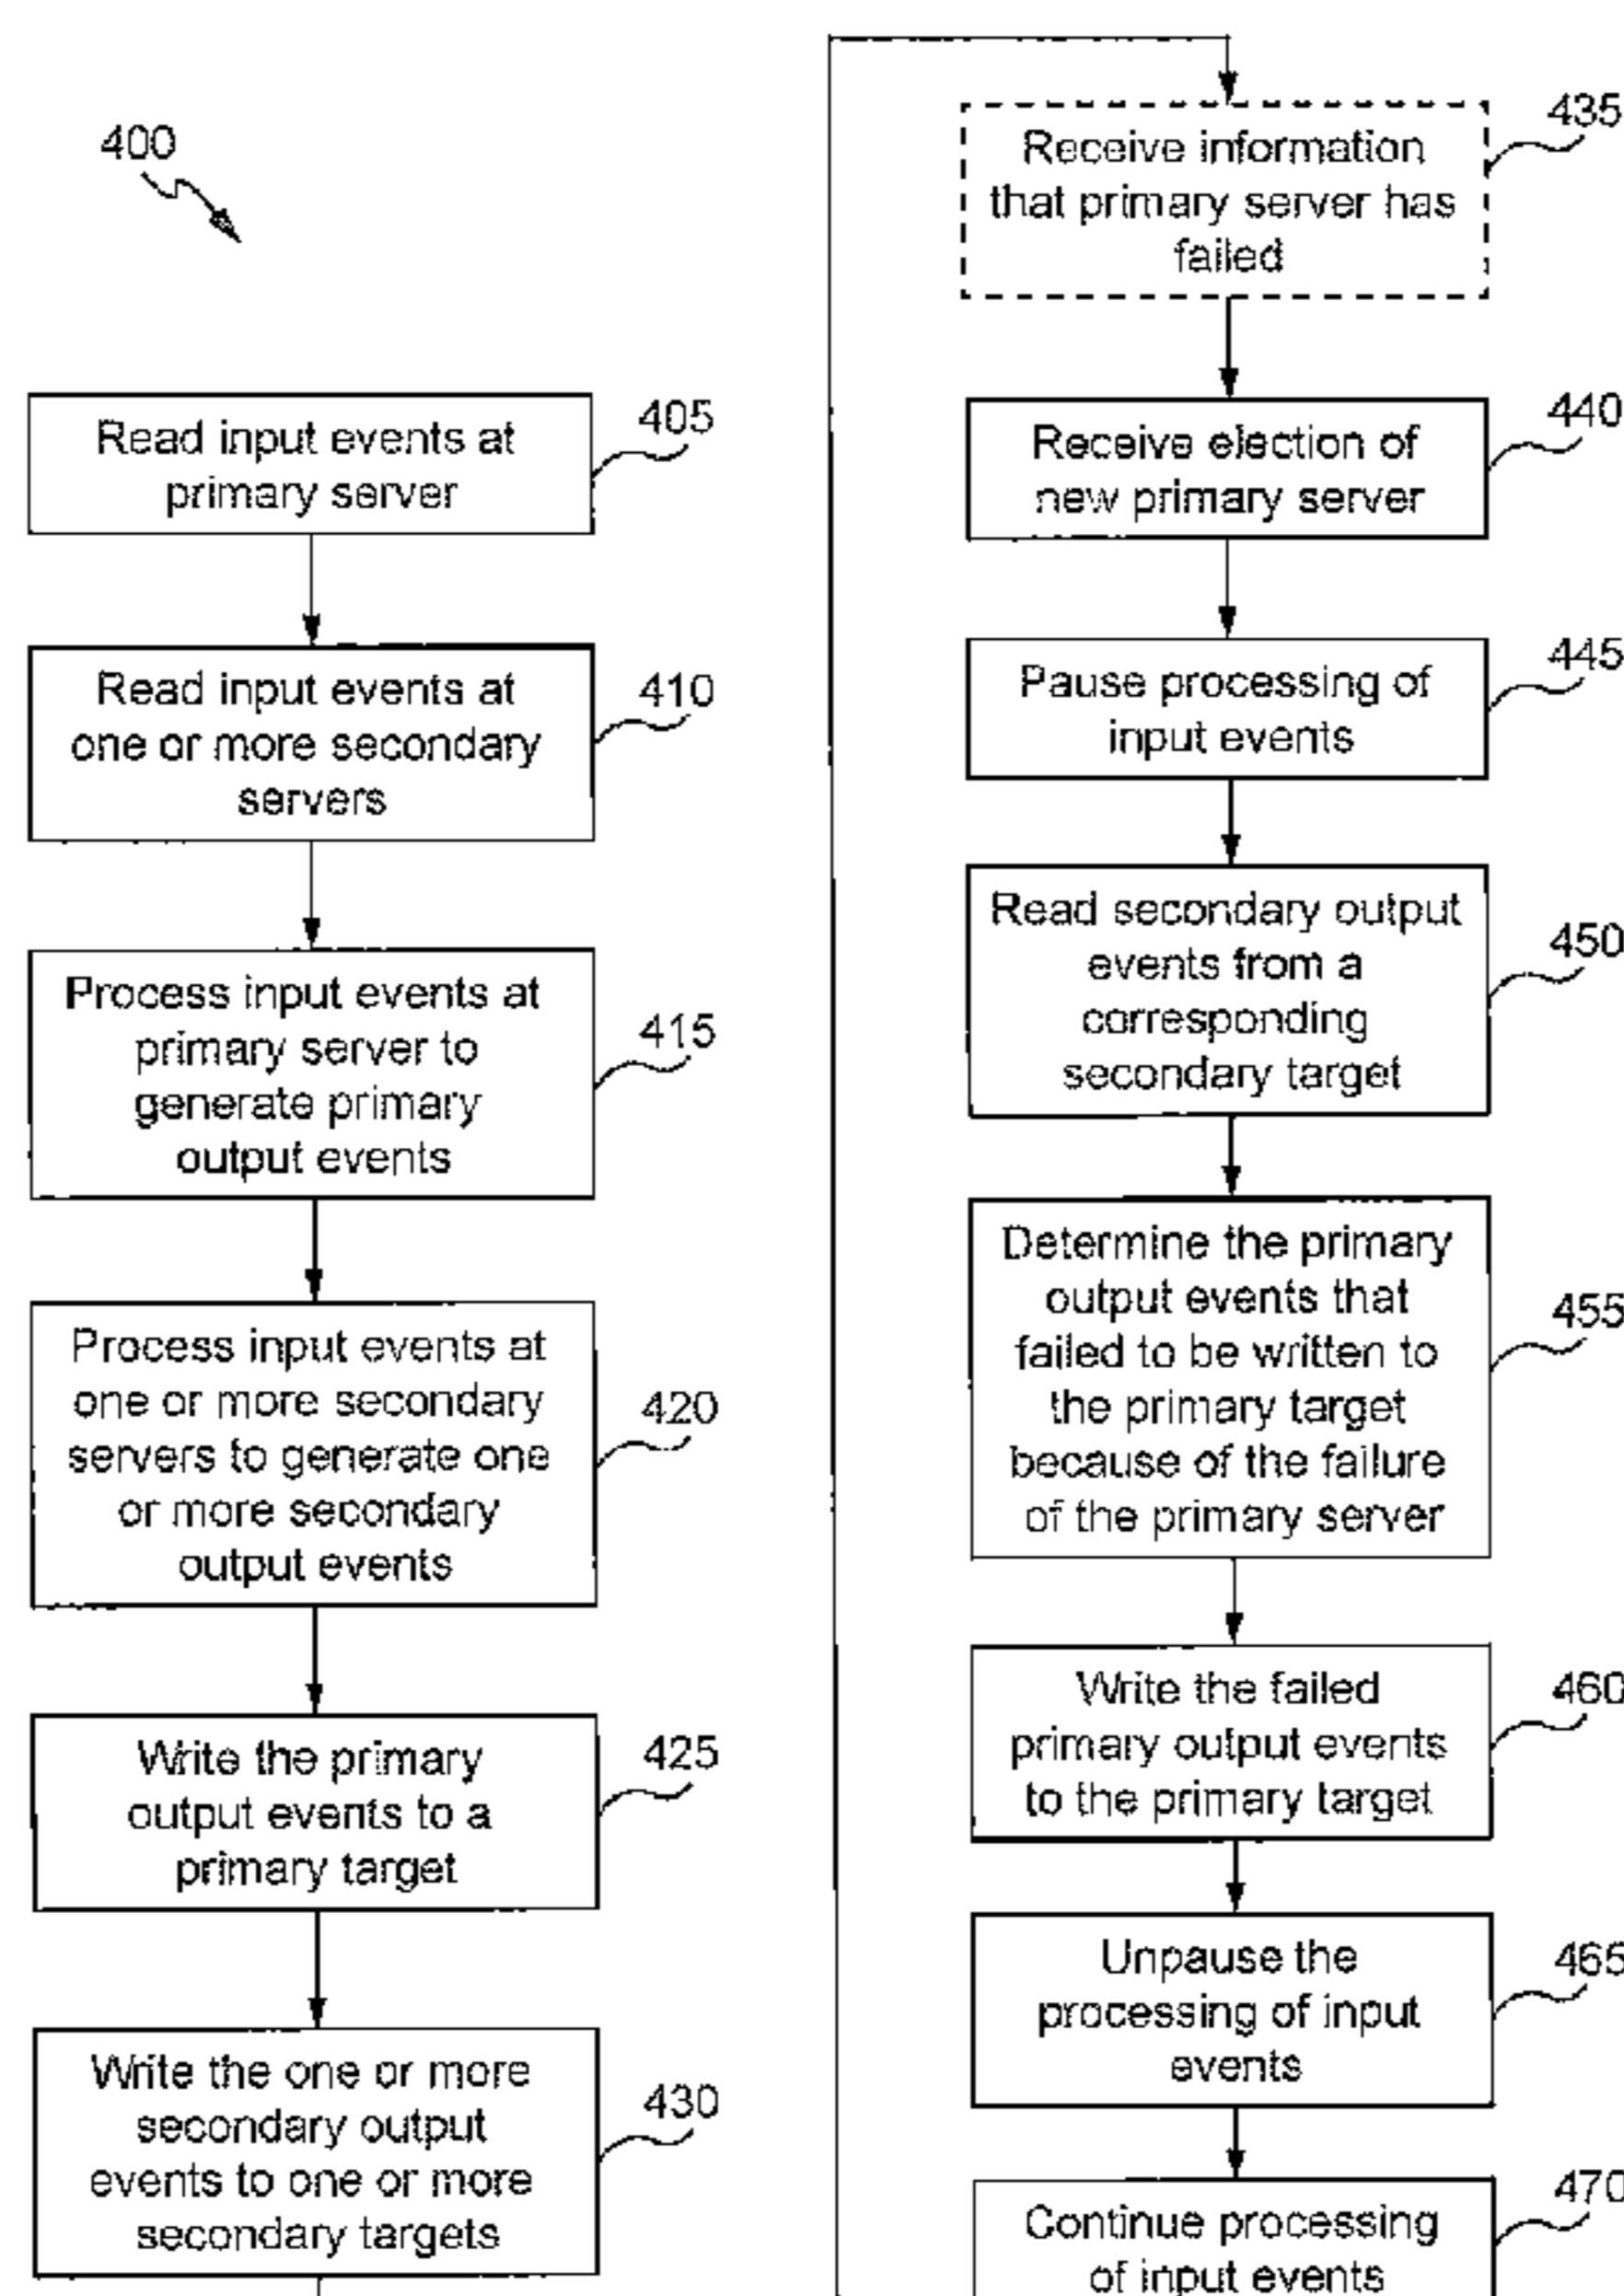 400
Read input events at
primary server
405
Read input events at
one or more secondary
servers
410
Process input events at
primary server to
generate primary
output events
415
Process input events at
one or more secondary
servers to generate one
or more secondary
output events
420
Write the primary
output events to a
primary target
425
Write the one or more
secondary output
events to one or more
secondary targets
430
Receive information
that primary server has
failed
435
Receive election of
new primary server
440
Pause processing of
input events
445
Read secondary output
events from a
corresponding
secondary target
450
Determine the primary
output events that
failed to be written to
the primary target
because of the failure
of the primary server
455
Write the failed
primary output events
to the primary target
460
Unpause the
processing of input
events
465
Continue processing
of input events
470